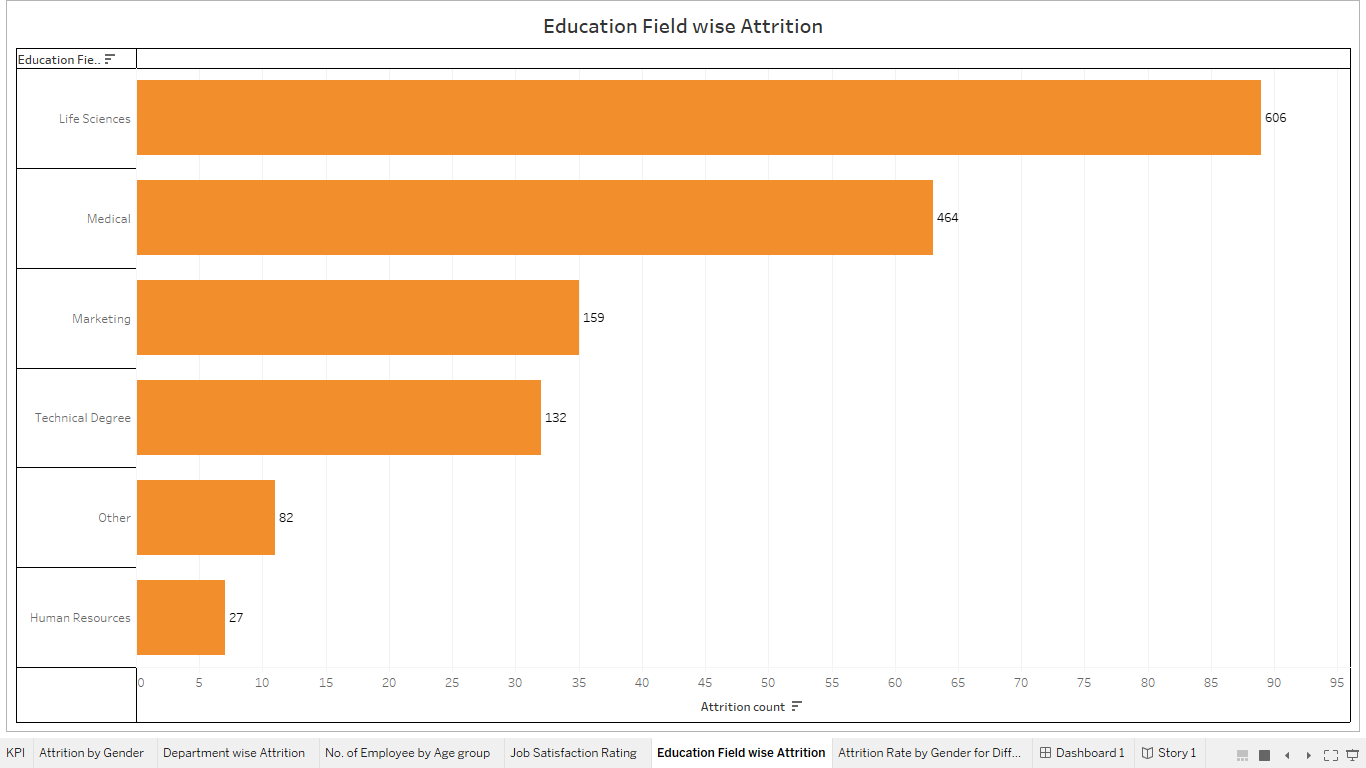 Education Field wise Attrition
Education Fie..
Life Sciences
606
Medical
464
Marketing
159
Technical Degree
132
Other
82
Human Resources
27
0 5 10 15 20 25 30 35 40 45 50 55 60 65 70 75 80 85 90 95
Attrition count
KPI Attrition by Gender Department wise Attrition No. of Employee by Age group Job Satisfaction Rating Education Field wise Attrition Attrition Rate by Gender for Diff... Dashboard 1 Story 1